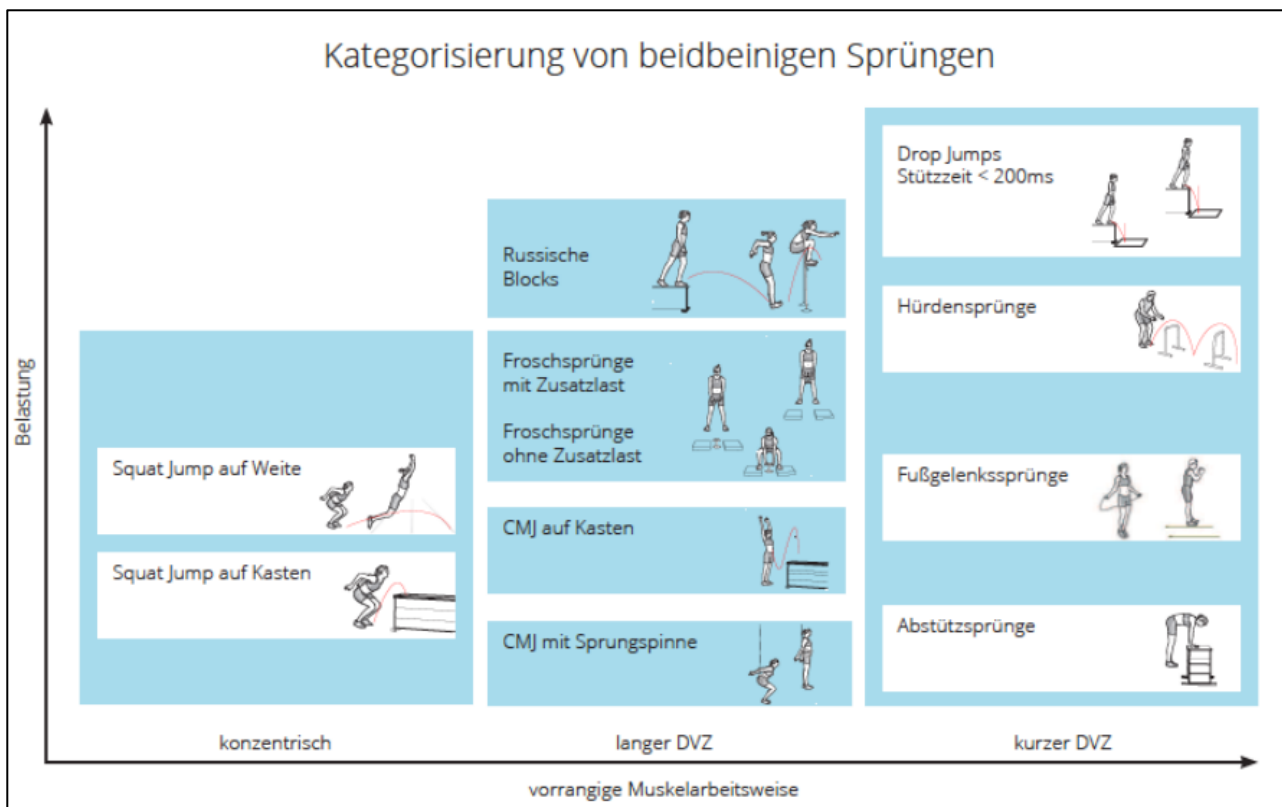 Kategorisierung von beidbeinigen Sprüngen
Belastung
Squat Jump auf Weite
Squat Jump auf Kasten
konzentrisch
Russische
Blocks
Froschsprünge
mit Zusatzlast
Froschsprünge
ohne Zusatzlast
CMJ auf Kasten
CMJ mit Sprungspinne
langer DVZ
Drop Jumps
Stützzeit < 200ms
Hürdensprünge
Fußgelenkssprünge
Abstützsprünge
kurzer DVZ
vorrangige Muskelarbeitsweise